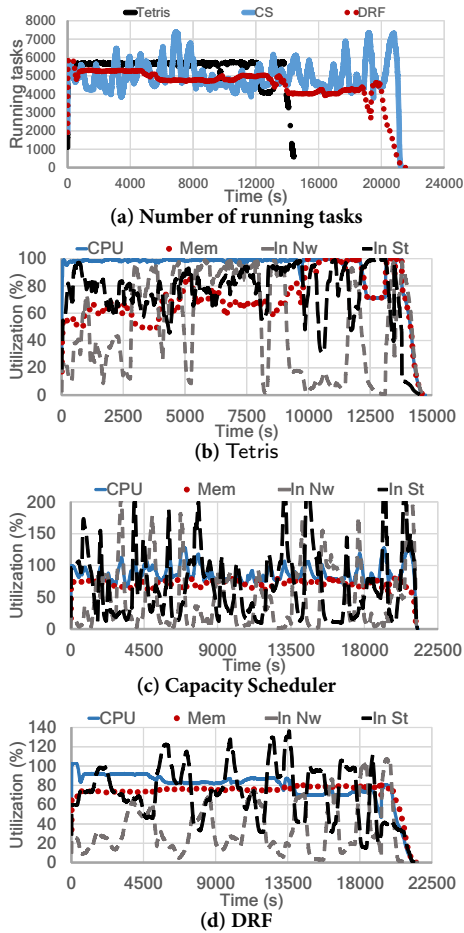 Tetris CS DRF
8000
7000
6000
5000
4000
3000
2000
1000
0
Running tasks
0 4000 8000 12000 16000 20000 24000
Time (s)
(a) Number of running tasks
CPU Mem In Nw In St
100
80
60
40
20
0
Utilization (%)
0 2500 5000 7500 10000 12500 15000
Time (s)
(b) Tetris
CPU Mem In Nw In St
200
150
100
50
0
Utilization (%)
0 4500 9000 13500 18000 22500
Time (s)
(c) Capacity Scheduler
CPU Mem In Nw In St
140
120
100
80
60
40
20
0
Utilization (%)
0 4500 9000 13500 18000 22500
Time (s)
(d) DRF